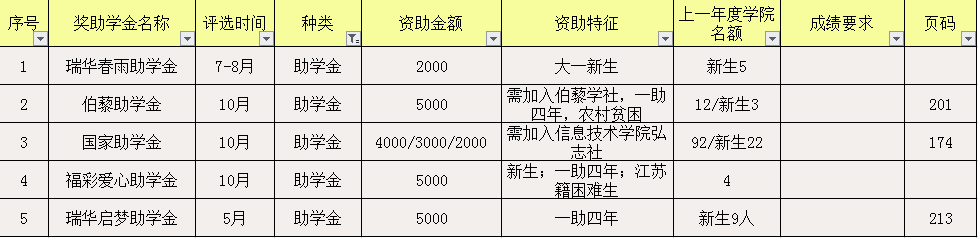 序号 奖助学金名称 评选时间 种类 资助金额 资助特征 上一年度学院名额 成绩要求 页码
1 瑞华春雨助学金 7-8月 助学金 2000 大一新生 新生5
2 伯藜助学金 10月 助学金 5000 需加入伯藜学社，一助四年，农村贫困 12/新生3 201
3 国家助学金 10月 助学金 4000/3000/2000 需加入信息技术学院弘志社 92/新生22 174
4 福彩爱心助学金 10月 助学金 5000 新生；一助四年；江苏籍困难生 4
5 瑞华启梦助学金 5月 助学金 5000 一助四年 新生9人 213